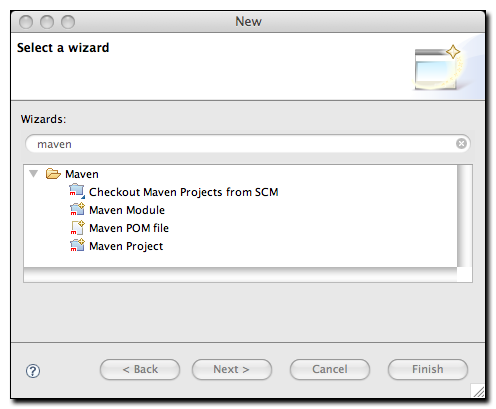 New
Select a wizard
Wizards:
maven
Maven
Checkout Maven Projects from SCM
Maven Module
Maven POM file
Maven Project
?
< Back
Next >
Cancel
Finish